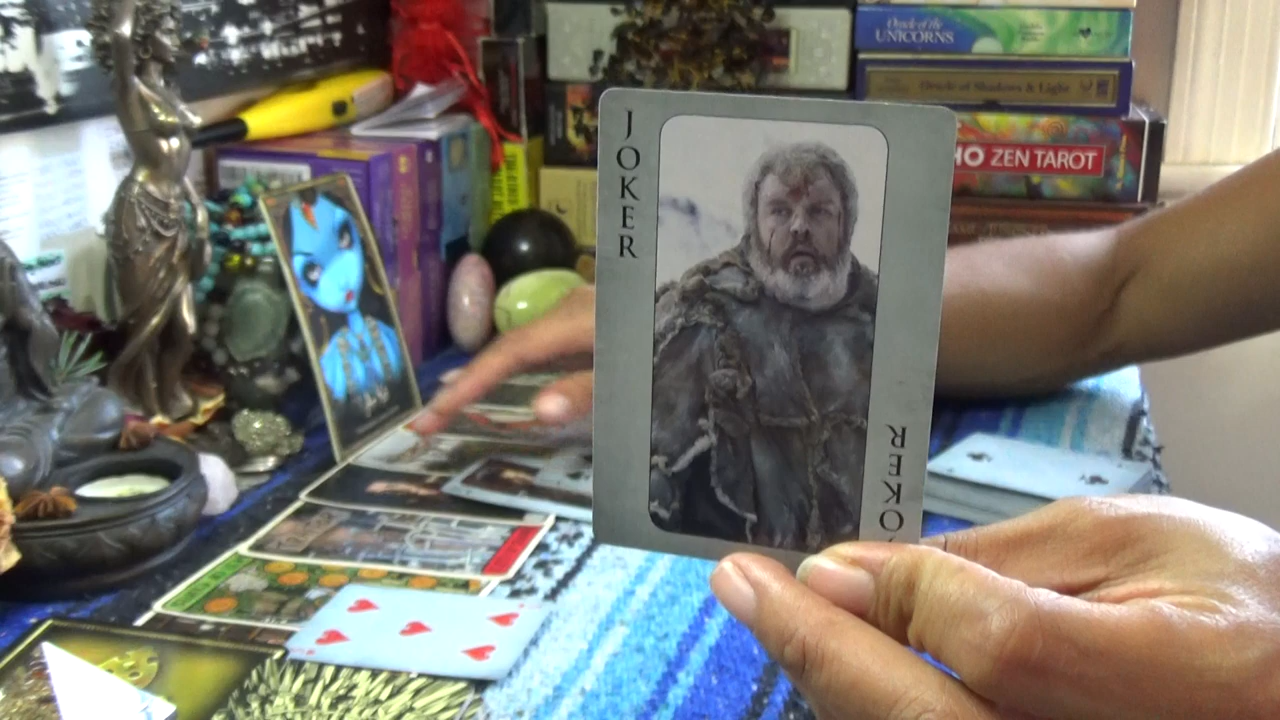 Oracle of the
UNICORNS
Oracle of Shadows & Light
HO ZEN TAROT
JOKER
JOKER